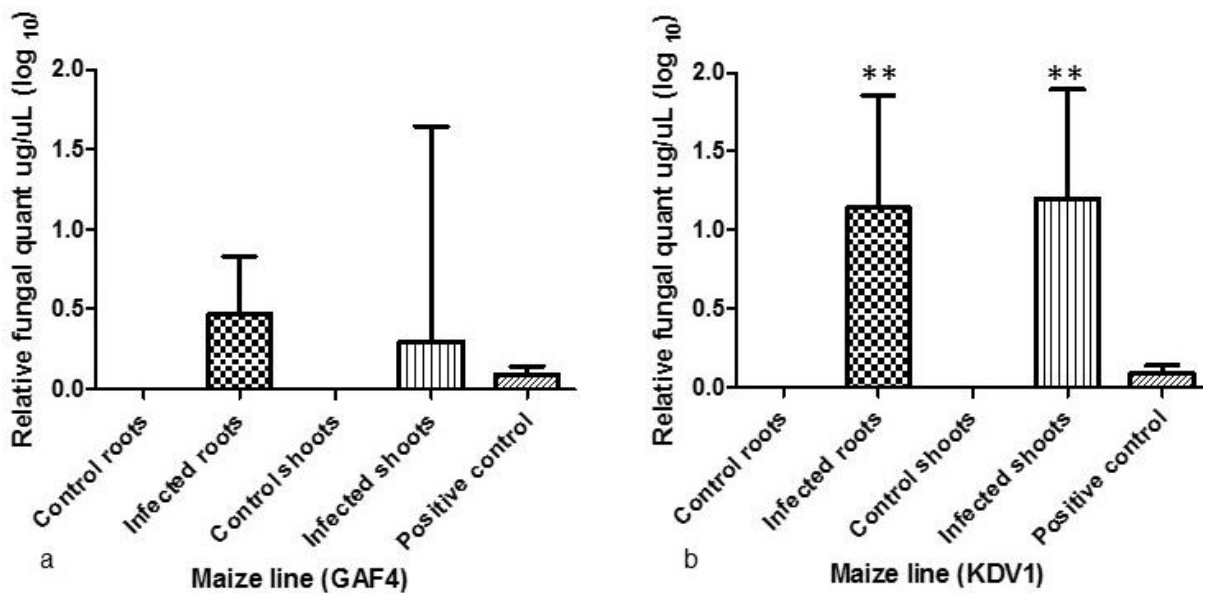 Relative fungal quant ug/uL (log 10)
2.0
1.5
1.0
0.5
0.0
Control roots
Infected roots
Control shoots
Infected shoots
Positive control
a
Maize line (GAF4)
Relative fungal quant ug/uL (log 10)
2.0
1.5
1.0
0.5
0.0
**
**
Control roots
Infected roots
Control shoots
Infected shoots
Positive control
b
Maize line (KDV1)